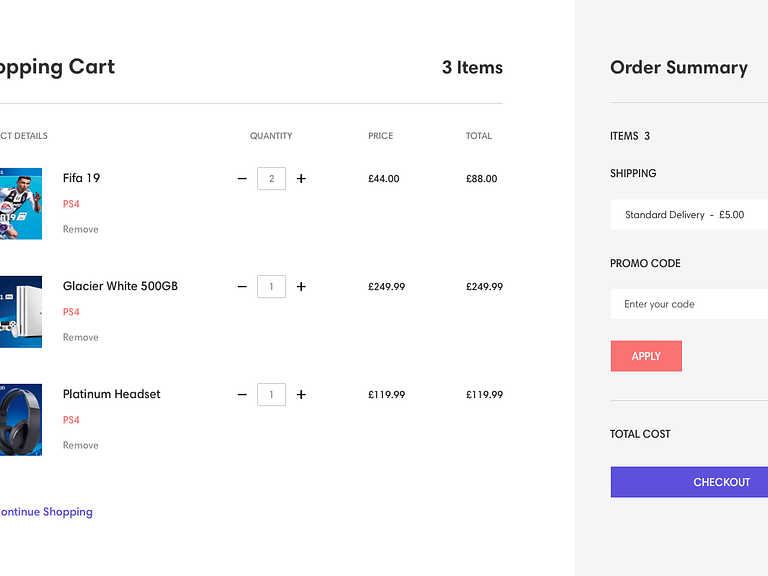 opping Cart
3 Items
CT DETAILS
QUANTITY
PRICE
TOTAL
Fifa 19
PS4
Remove
2
£44.00
£88.00
Glacier White 500GB
PS4
Remove
1
£249.99
£249.99
Platinum Headset
PS4
Remove
1
£119.99
£119.99
ontinue Shopping
Order Summary
ITEMS 3
SHIPPING
Standard Delivery - £5.00
PROMO CODE
Enter your code
APPLY
TOTAL COST
CHECKOUT